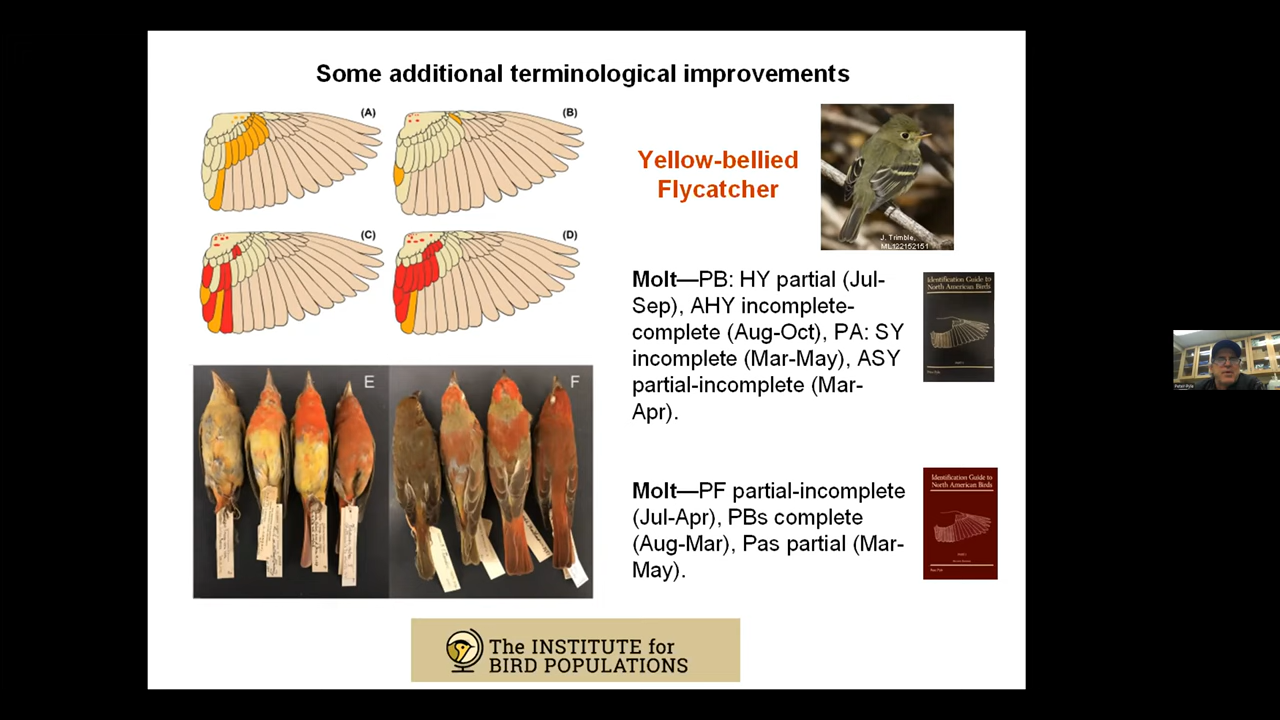 Some additional terminological improvements
(A)
(B)
(C)
(D)
E
F
Yellow-bellied
Flycatcher
J. Trimble,
ML122152151
Molt—PB: HY partial (Jul-
Sep), AHY incomplete-
complete (Aug-Oct), PA: SY
incomplete (Mar-May), ASY
partial-incomplete (Mar-
Apr).
Identification Guide to
North American Birds
Molt—PF partial-incomplete
(Jul-Apr), PBs complete
(Aug-Mar), Pas partial (Mar-
May).
Identification Guide to
North American Birds
The INSTITUTE for
BIRD POPULATIONS
Peter Pyle